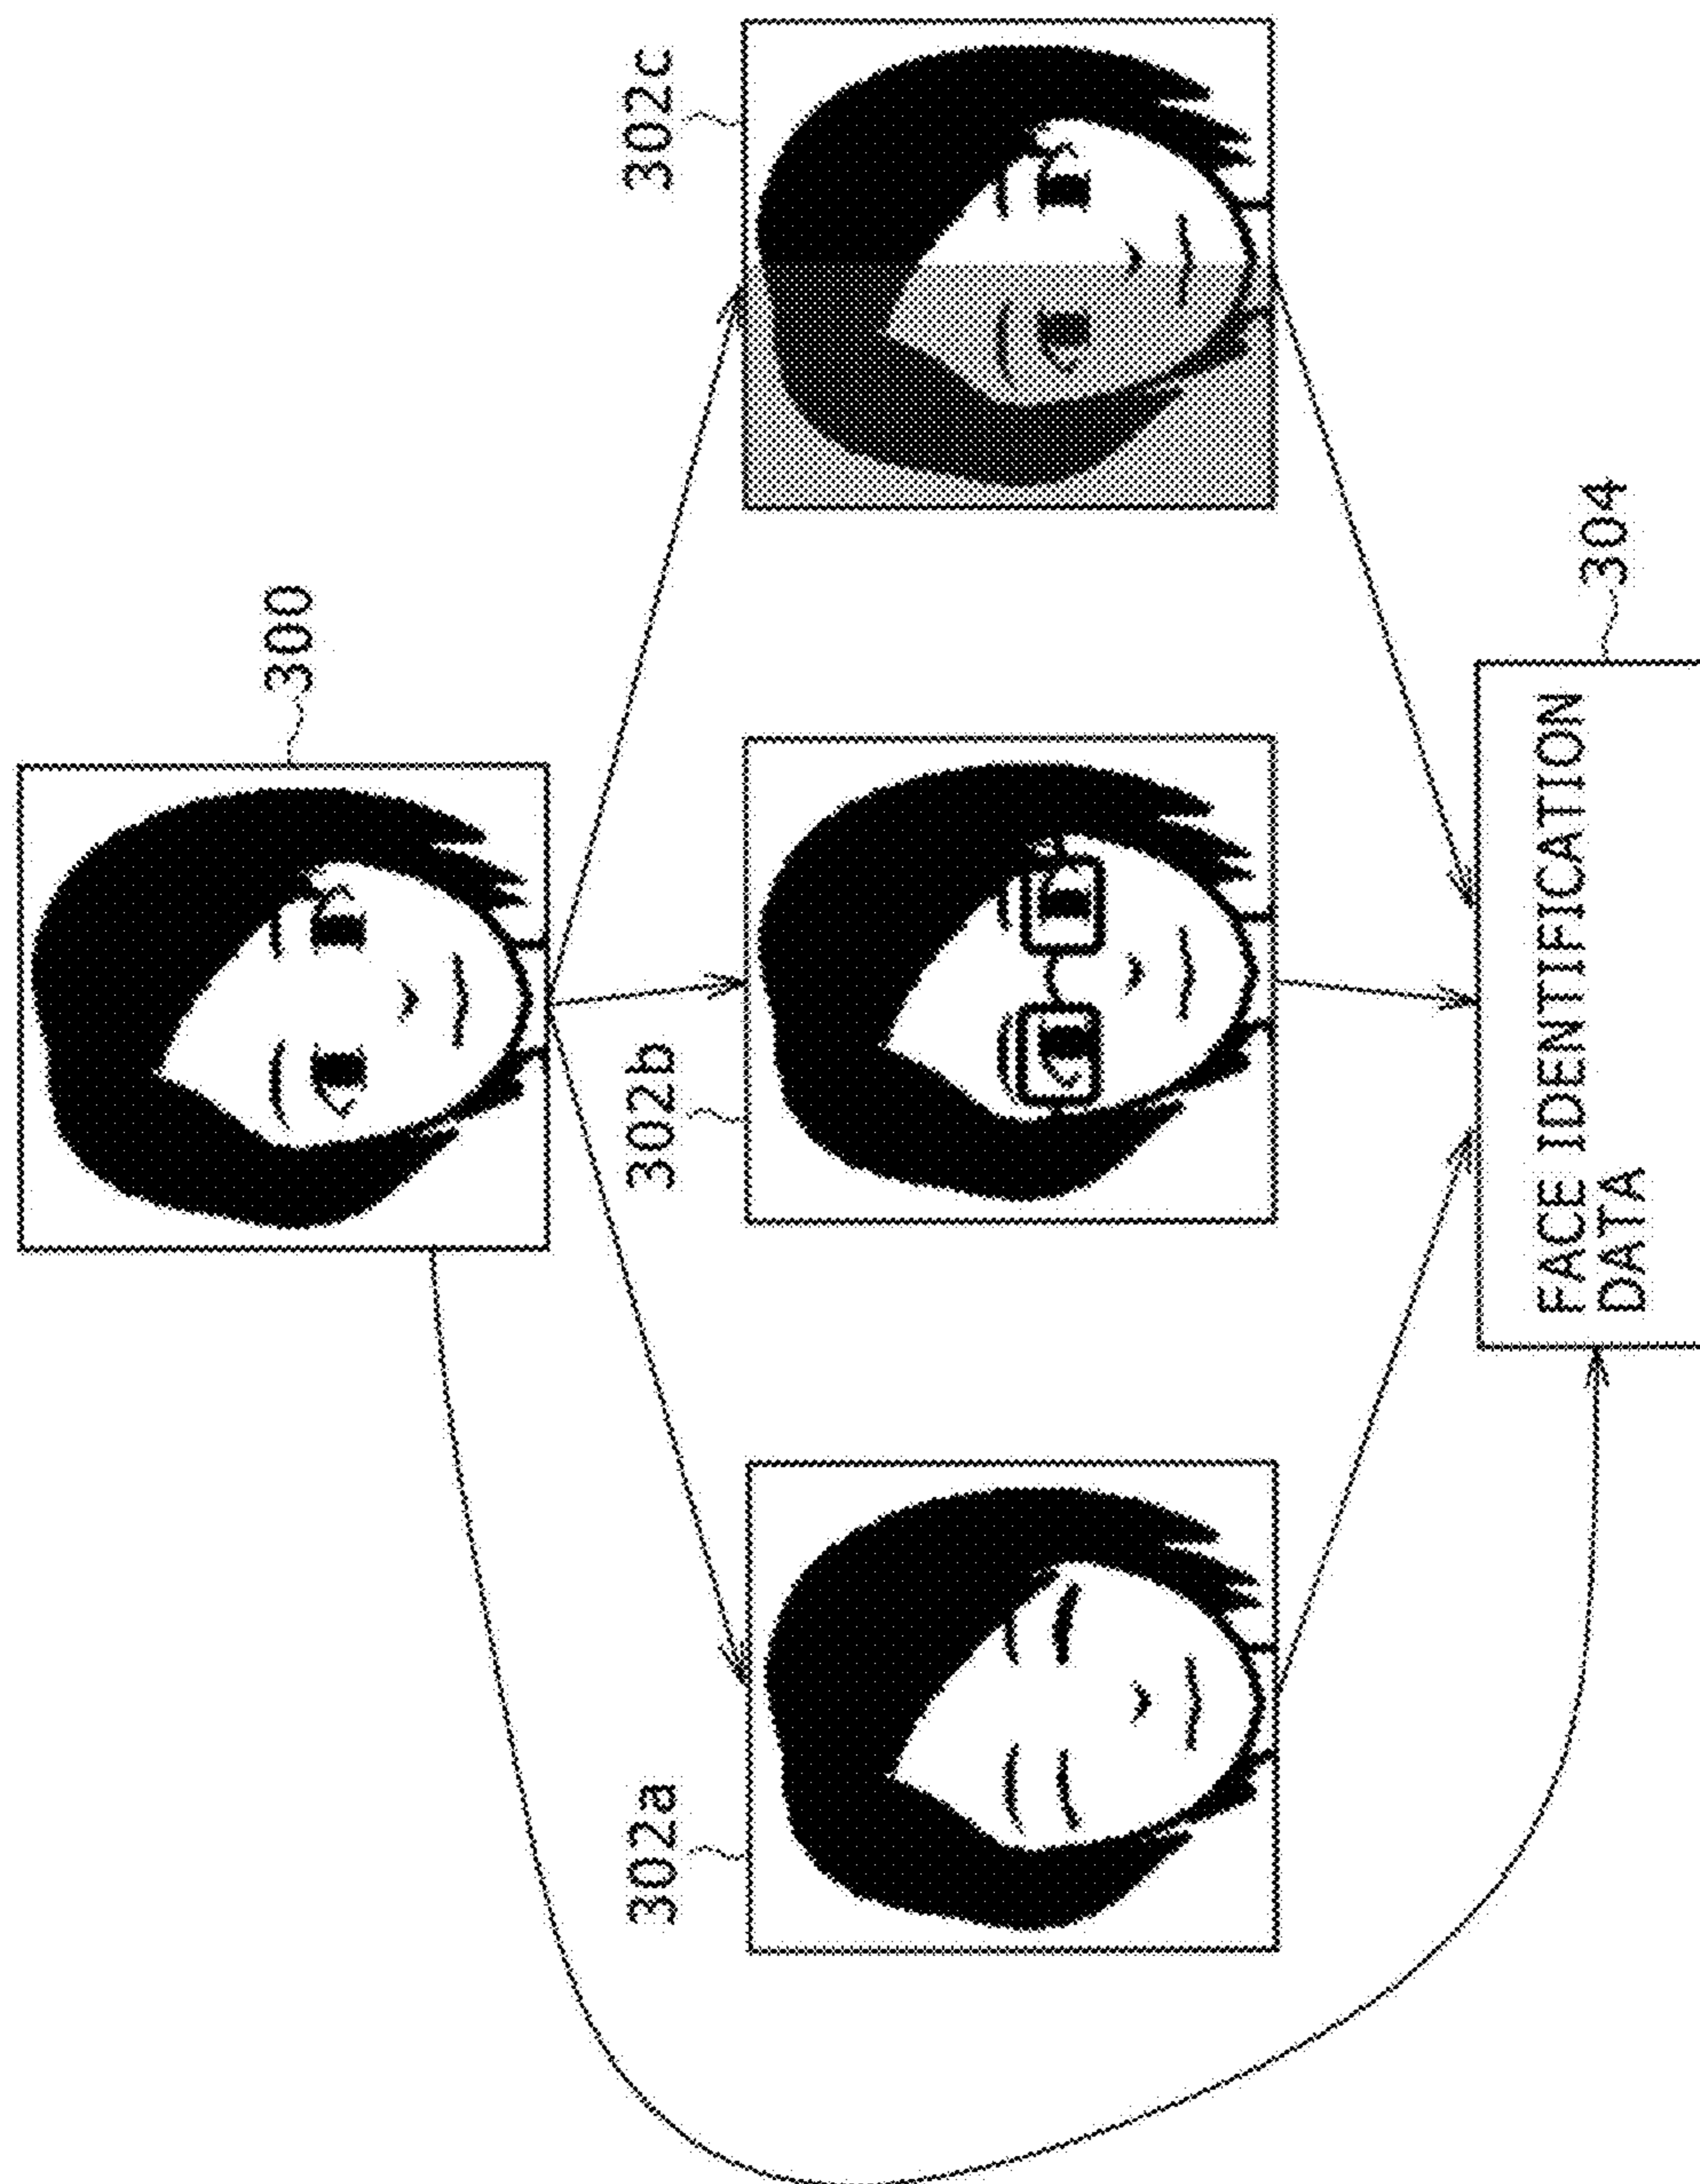 300
302a
302b
302c
FACE IDENTIFICATION
DATA
304